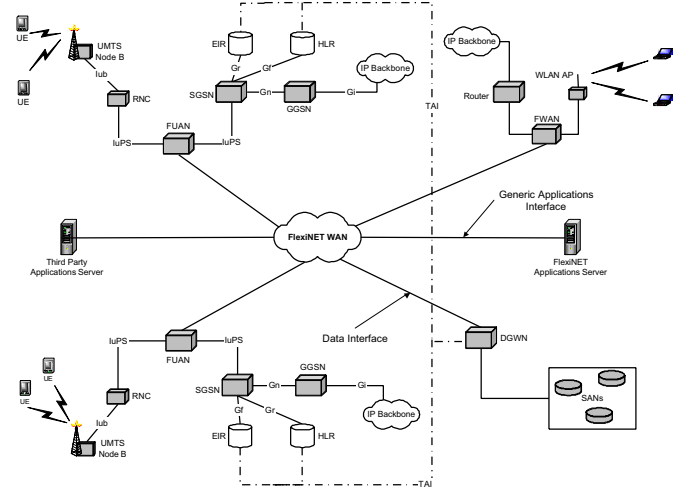 EIR
HLR
UE
UMTS
Node B
Gr
Gf
IP Backbone
IP Backbone
WLAN AP
Iub
SGSN
Gn
Gi
GGSN
UE
RNC
TAI
Router
FUAN
FWAN
IuPS
IuPS
Generic Applications
Interface
FlexiNET WAN
Third Party
Applications Server
FlexiNET
Applications Server
Data Interface
IuPS
IuPS
FUAN
DGWN
GGSN
UE
UE
RNC
SGSN
Gn
Gi
SANs
Iub
Gf
Gr
IP Backbone
UMTS
Node B
EIR
HLR
TAI